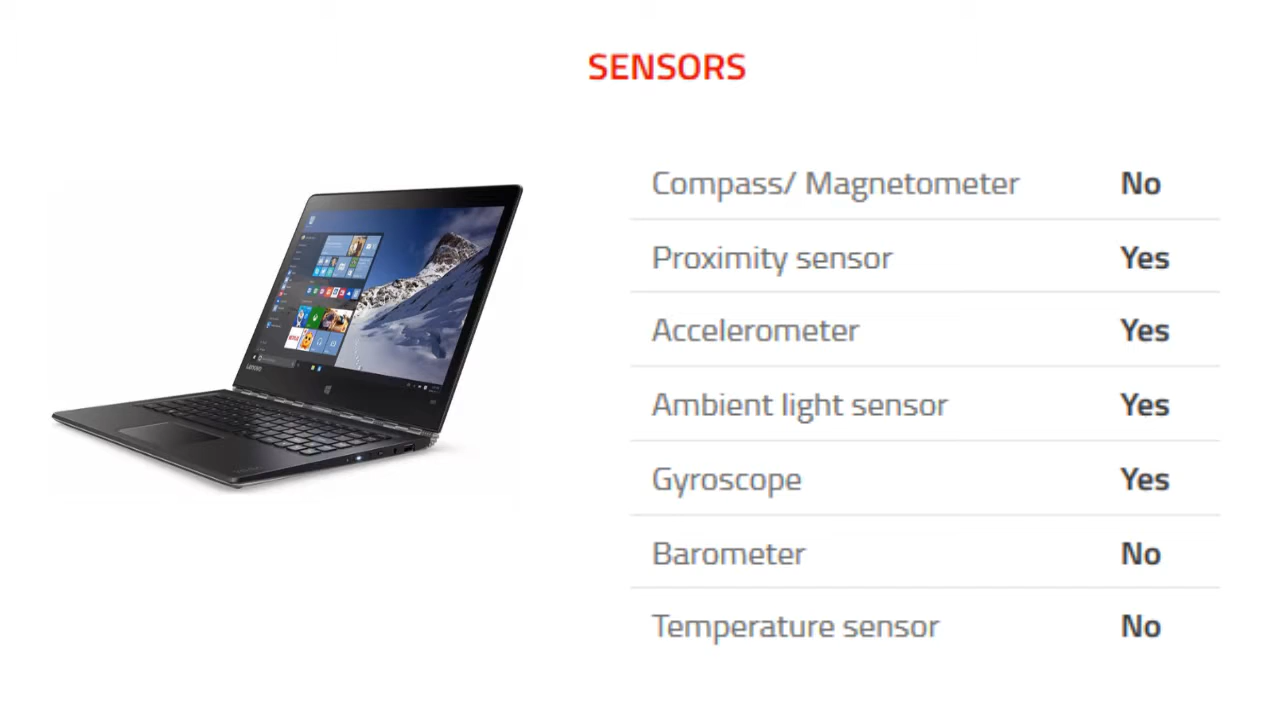 SENSORS
Compass/ Magnetometer No
Proximity sensor Yes
Accelerometer Yes
Ambient light sensor Yes
Gyroscope Yes
Barometer No
Temperature sensor No
Lenovo